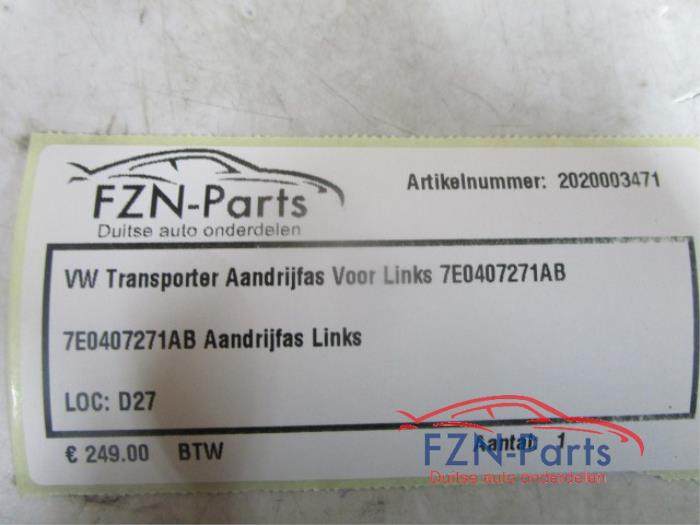 FZN-Parts
Duitse auto onderdelen
Artikelnummer: 2020003471
VW Transporter Aandrijfas Voor Links 7E0407271AB
7E0407271AB Aandrijfas Links
LOC: D27
€ 249.00 BTW
Aantal: 1
FZN-Parts
Duitse auto onderdelen